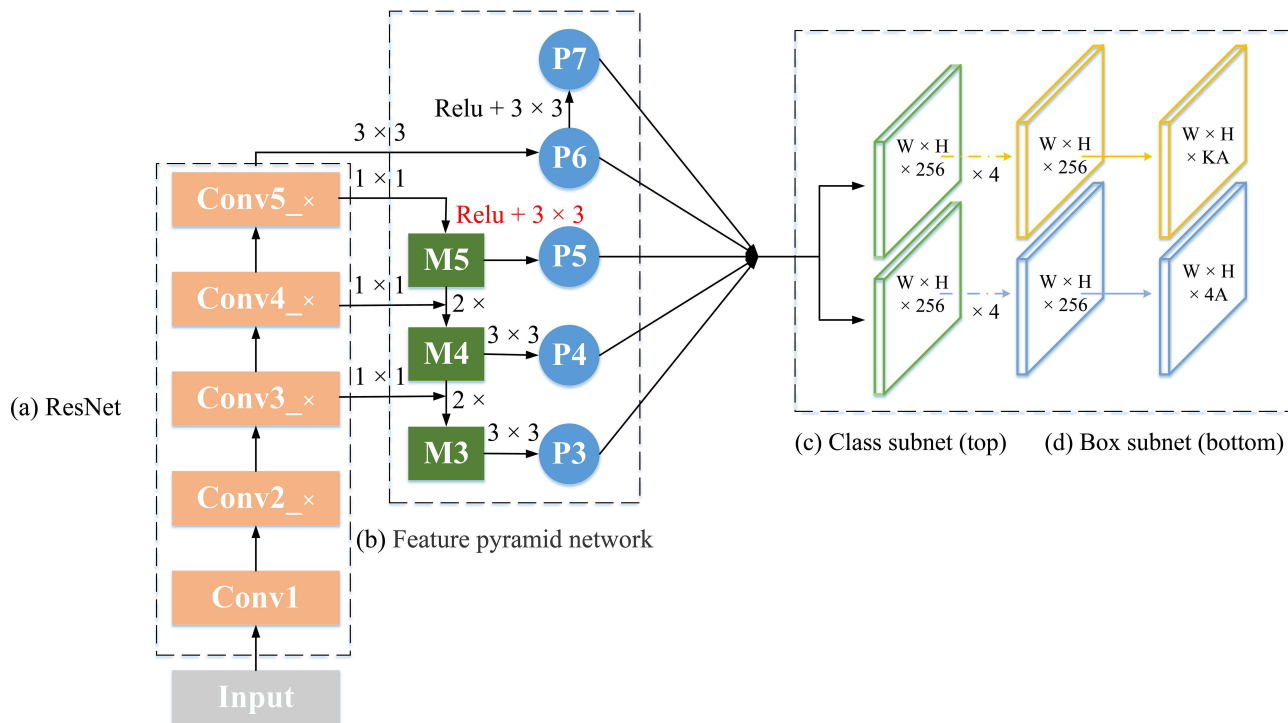 P7
Relu + 3 × 3
3 × 3
P6
1 × 1
Conv5_×
Relu + 3 × 3
M5
P5
Conv4_×
1 × 1
2 ×
M4
3 × 3
P4
(a) ResNet
Conv3_×
1 × 1
2 ×
M3
3 × 3
P3
Conv2_×
(b) Feature pyramid network
Conv1
Input
W × H
× 256
× 4
W × H
× 256
W × H
× KA
W × H
× 256
× 4
W × H
× 256
W × H
× 4A
(c) Class subnet (top)
(d) Box subnet (bottom)